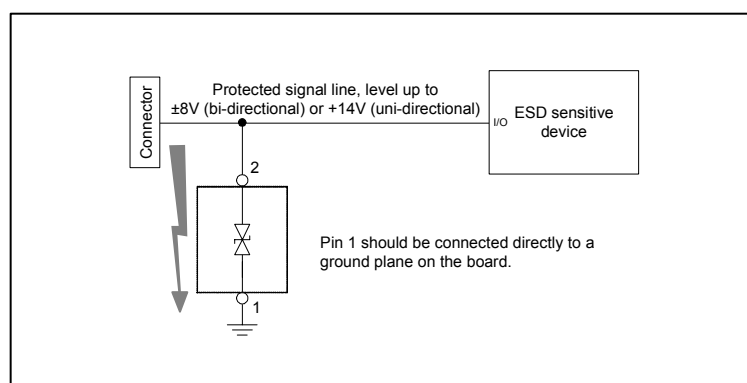 Connector
Protected signal line, level up to
±8V (bi-directional) or +14V (uni-directional)
I/O
ESD sensitive
device
2
Pin 1 should be connected directly to a
ground plane on the board.
1